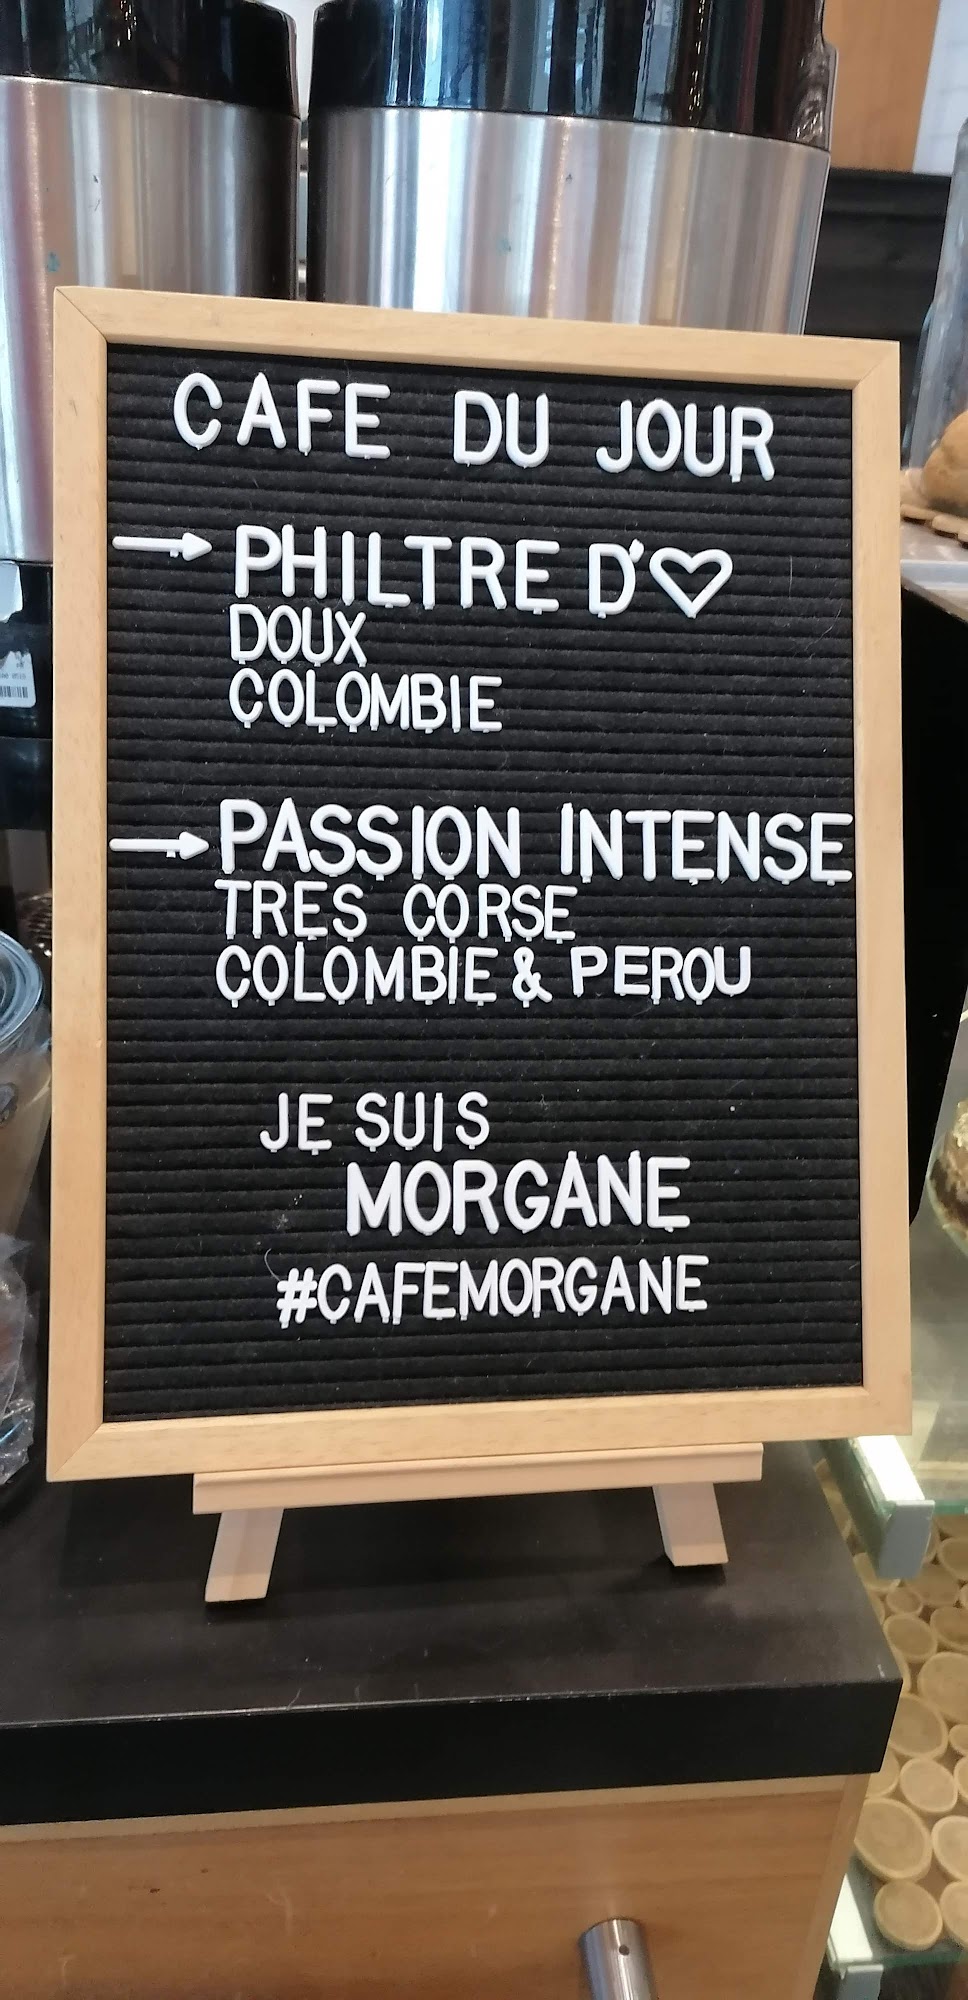 CAFE DU JOUR
→ PHILTRE D'♡
DOUX
COLOMBIE
→ PASSION INTENSE
TRES CORSE
COLOMBIE & PEROU
JE SUIS
MORGANE
#CAFEMORGANE